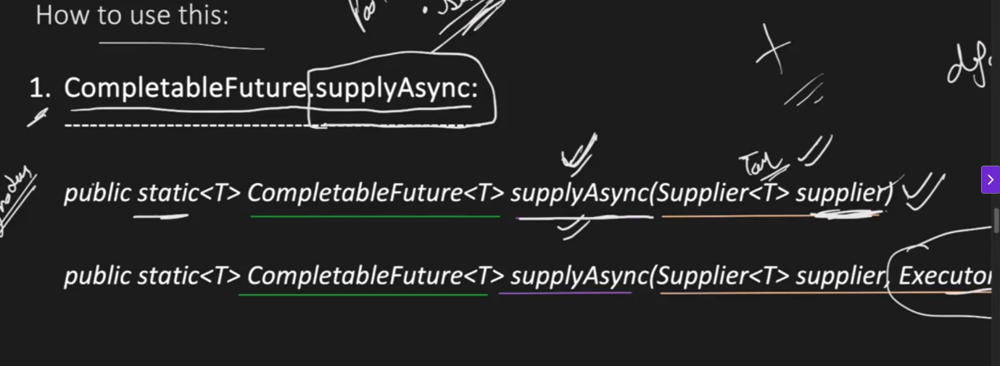 How to use this:
1. CompletableFuture.supplyAsync:
--------------------------------------------
public static<T> CompletableFuture<T> supplyAsync(Supplier<T> supplier)
public static<T> CompletableFuture<T> supplyAsync(Supplier<T> supplier, Executor